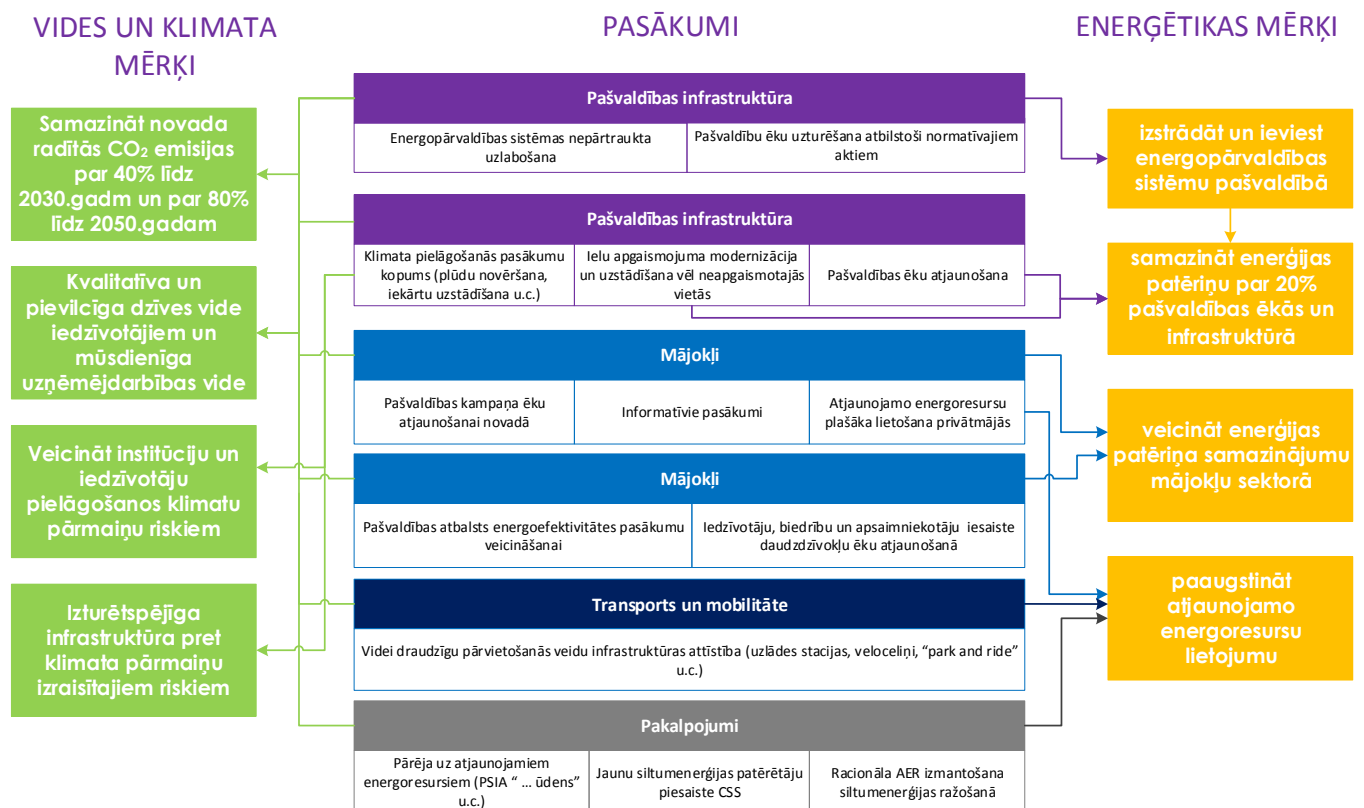 VIDES UN KLIMATA
MĒRĶI
PASĀKUMI
ENERĢĒTIKAS MĒRĶI
Samazināt novada
radītās CO₂ emisijas
par 40% līdz
2030.gadm un par 80%
līdz 2050.gadam
Kvalitatīva un
pievilcīga dzīves vide
iedzīvotājiem un
mūsdienīga
uzņēmējdarbības vide
Veicināt institūciju un
iedzīvotāju
pielāgošanos klimatu
pārmaiņu riskiem
Izturētspējīga
infrastruktūra pret
klimata pārmaiņu
izraisītajiem riskiem
Pašvaldības infrastruktūra
Energopārvaldības sistēmas nepārtraukta
uzlabošana
Pašvaldību ēku uzturēšana atbilstoši normatīvajiem
aktiem
Pašvaldības infrastruktūra
Klimata pielāgošanās pasākumu
kopums (plūdu novēršana,
iekārtu uzstādīšana u.c.)
Ielu apgaismojuma modernizācija
un uzstādīšana vēl neapgaismotajās
vietās
Pašvaldības ēku atjaunošana
Mājokļi
Pašvaldības kampaņa ēku
atjaunošanai novadā
Informatīvie pasākumi
Atjaunojamo energoresursu
plašāka lietošana privātmājās
Mājokļi
Pašvaldības atbalsts energoefektivitātes pasākumu
veicināšanai
Iedzīvotāju, biedrību un apsaimniekotāju iesaiste
daudzdzīvokļu ēku atjaunošanā
Transports un mobilitāte
Videi draudzīgu pārvietošanās veidu infrastruktūras attīstība (uzlādes stacijas, veloceliņi, “park and ride”
u.c.)
Pakalpojumi
Pārēja uz atjaunojamiem
energoresursiem (PSIA “ ... ūdens”
u.c.)
Jaunu siltumenerģijas patērētāju
piesaiste CSS
Racionāla AER izmantošana
siltumenerģijas ražošanā
izstrādāt un ieviest
energopārvaldības
sistēmu pašvaldībā
samazināt enerģijas
patēriņu par 20%
pašvaldības ēkās un
infrastruktūrā
veicināt enerģijas
patēriņa samazinājumu
mājokļu sektorā
paaugstināt
atjaunojamo
energoresursu
lietojumu